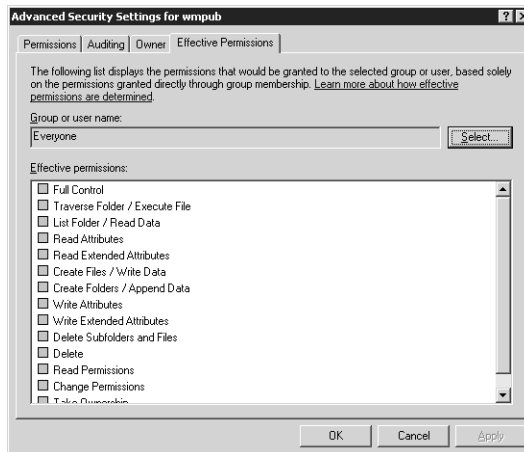 Advanced Security Settings for wmpub
Permissions Auditing Owner Effective Permissions
The following list displays the permissions that would be granted to the selected group or user, based solely
on the permissions granted directly through group membership. Learn more about how effective
permissions are determined.
Group or user name:
Everyone
Select...
Effective permissions:
Full Control
Traverse Folder / Execute File
List Folder / Read Data
Read Attributes
Read Extended Attributes
Create Files / Write Data
Create Folders / Append Data
Write Attributes
Write Extended Attributes
Delete Subfolders and Files
Delete
Read Permissions
Change Permissions
Take Ownership
OK Cancel Apply